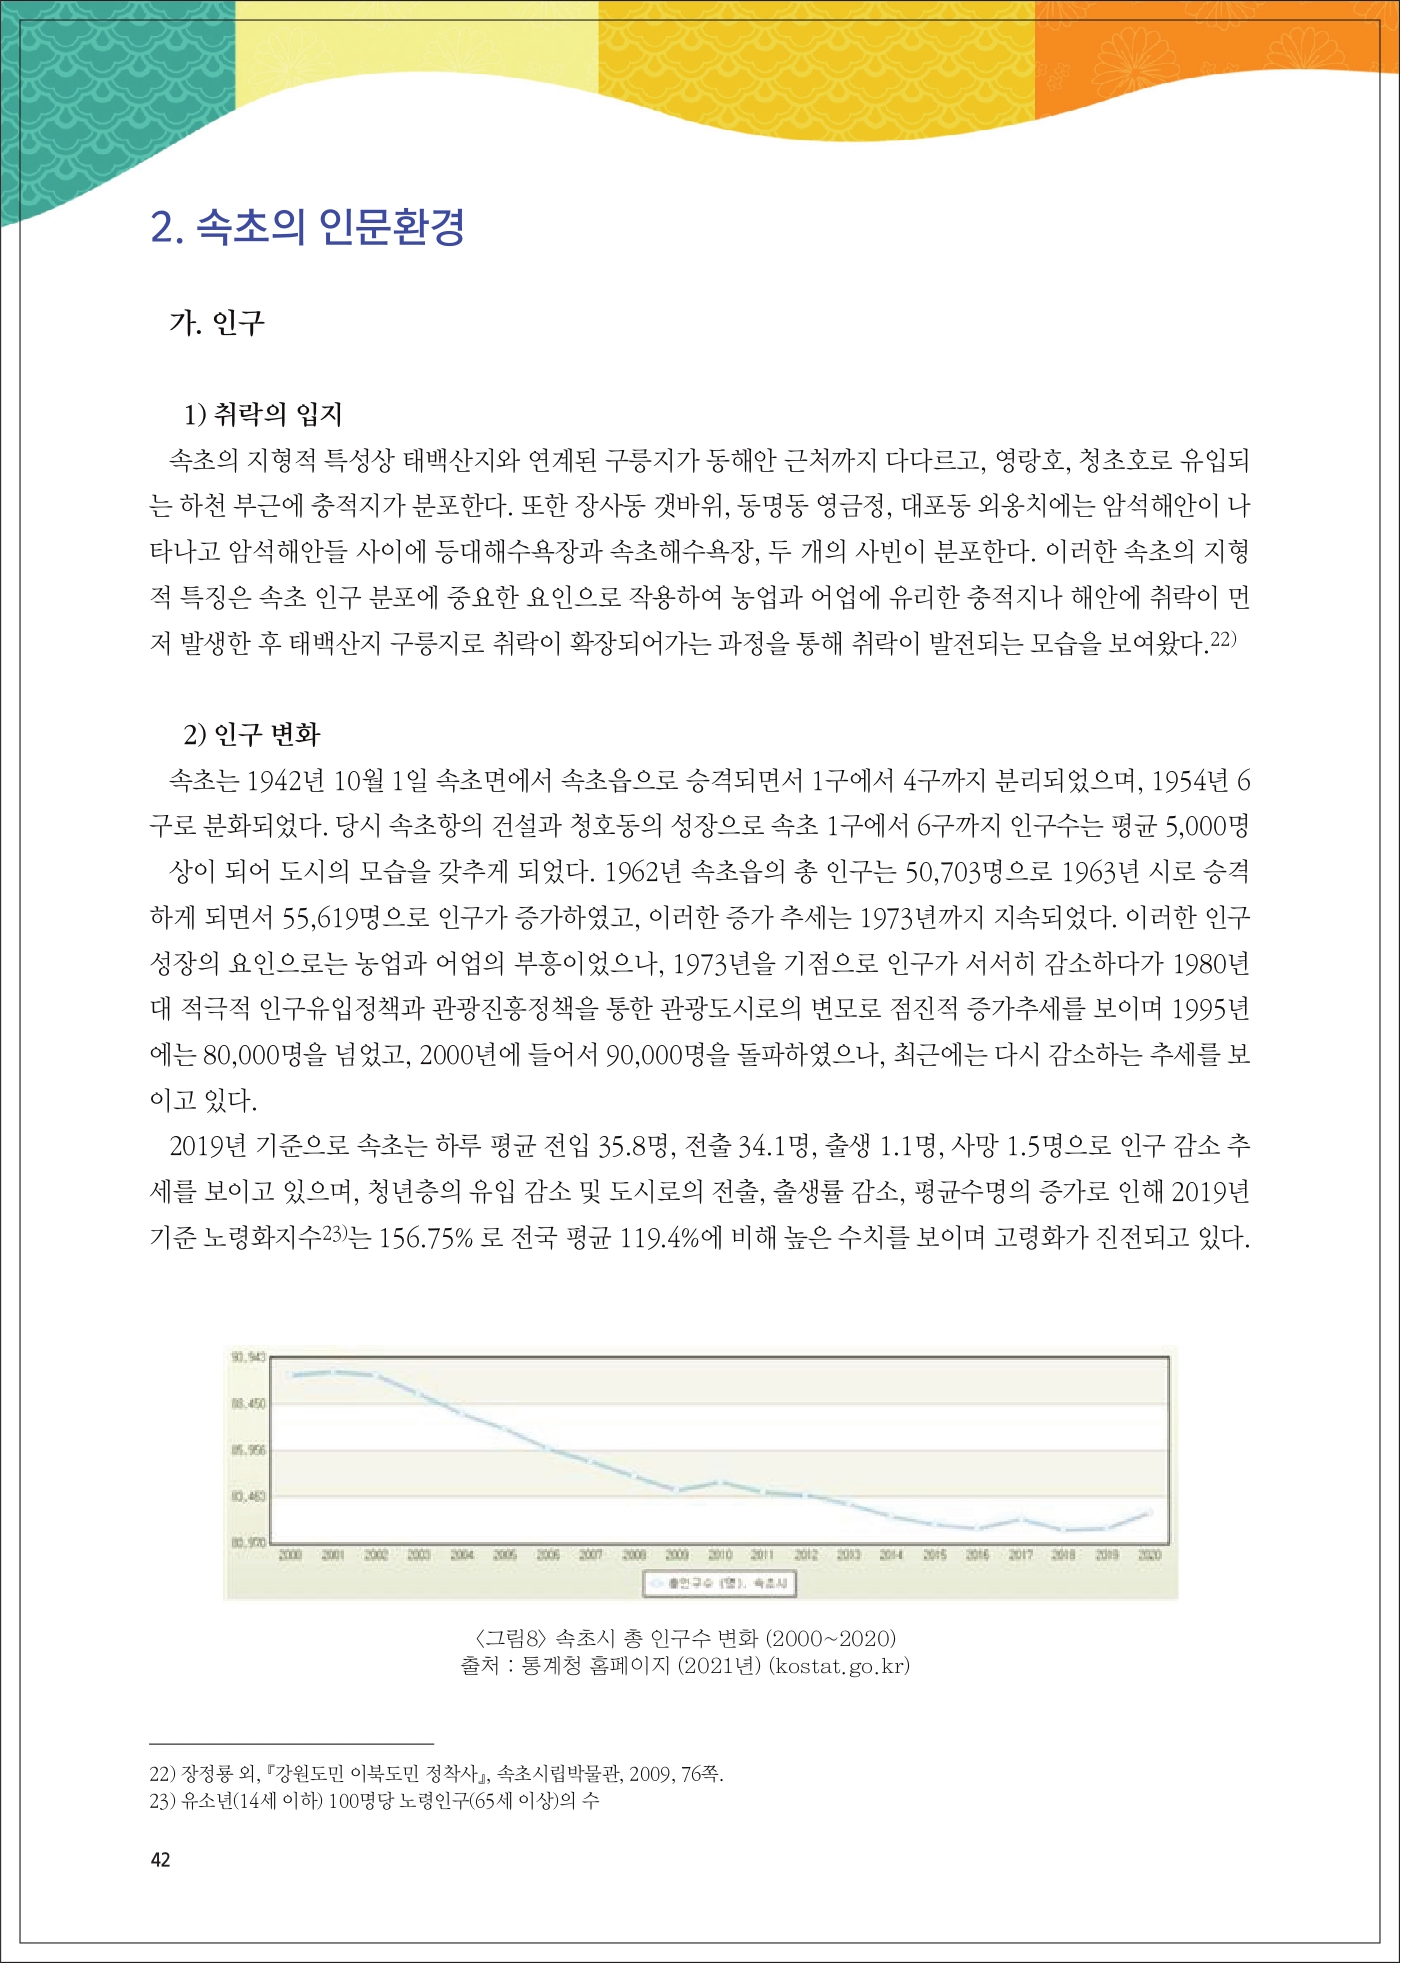 2. 속초의 인문환경
가. 인구
1) 취락의 입지
속초의 지형적 특성상 태백산지와 연계된 구릉지가 동해안 근처까지 다다르고, 영랑호, 청초호로 유입되
는 하천 부근에 충적지가 분포한다. 또한 장사동 갯바위, 동명동 영금정, 대포동 외옹치에는 암석해안이 나
타나고 암석해안들 사이에 등대해수욕장과 속초해수욕장, 두 개의 사빈이 분포한다. 이러한 속초의 지형
적 특징은 속초 인구 분포에 중요한 요인으로 작용하여 농업과 어업에 유리한 충적지나 해안에 취락이 먼
저 발생한 후 태백산지 구릉지로 취락이 확장되어가는 과정을 통해 취락이 발전되는 모습을 보여왔다.22)
2) 인구 변화
속초는 1942년 10월 1일 속초면에서 속초읍으로 승격되면서 1구에서 4구까지 분리되었으며, 1954년 6
구로 분화되었다. 당시 속초항의 건설과 청호동의 성장으로 속초 1구에서 6구까지 인구수는 평균 5,000명
상이 되어 도시의 모습을 갖추게 되었다. 1962년 속초읍의 총 인구는 50,703명으로 1963년 시로 승격
하게 되면서 55,619명으로 인구가 증가하였고, 이러한 증가 추세는 1973년까지 지속되었다. 이러한 인구
성장의 요인으로는 농업과 어업의 부흥이었으나, 1973년을 기점으로 인구가 서서히 감소하다가 1980년
대 적극적 인구유입정책과 관광진흥정책을 통한 관광도시로의 변모로 점진적 증가추세를 보이며 1995년
에는 80,000명을 넘었고, 2000년에 들어서 90,000명을 돌파하였으나, 최근에는 다시 감소하는 추세를 보
이고 있다.
2019년 기준으로 속초는 하루 평균 전입 35.8명, 전출 34.1명, 출생 1.1명, 사망 1.5명으로 인구 감소 추
세를 보이고 있으며, 청년층의 유입 감소 및 도시로의 전출, 출생률 감소, 평균수명의 증가로 인해 2019년
기준 노령화지수23)는 156.75% 로 전국 평균 119.4%에 비해 높은 수치를 보이며 고령화가 진전되고 있다.
90,943
88,450
85,956
83,463
80,970
2000 2001 2002 2003 2004 2005 2006 2007 2008 2009 2010 2011 2012 2013 2014 2015 2016 2017 2018 2019 2020
총인구수 (명), 속초시
〈그림8〉 속초시 총 인구수 변화 (2000~2020)
출처 : 통계청 홈페이지 (2021년) (kostat.go.kr)
22) 장정룡 외, 『강원도민 이북도민 정착사』, 속초시립박물관, 2009, 76쪽.
23) 유소년(14세 이하) 100명당 노령인구(65세 이상)의 수
42